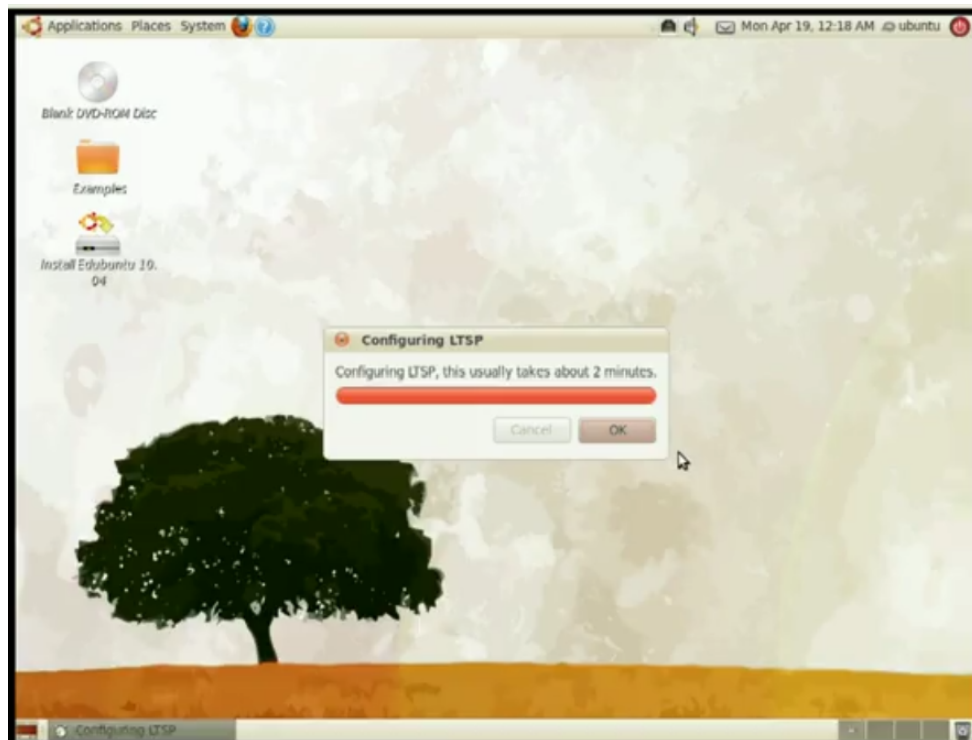 Applications Places System
Mon Apr 19, 12:18 AM ubuntu
Blank DVD-ROM Disc
Examples
Install Edubuntu 10.
04
Configuring LTSP
Configuring LTSP, this usually takes about 2 minutes.
Cancel OK
Configuring LTSP